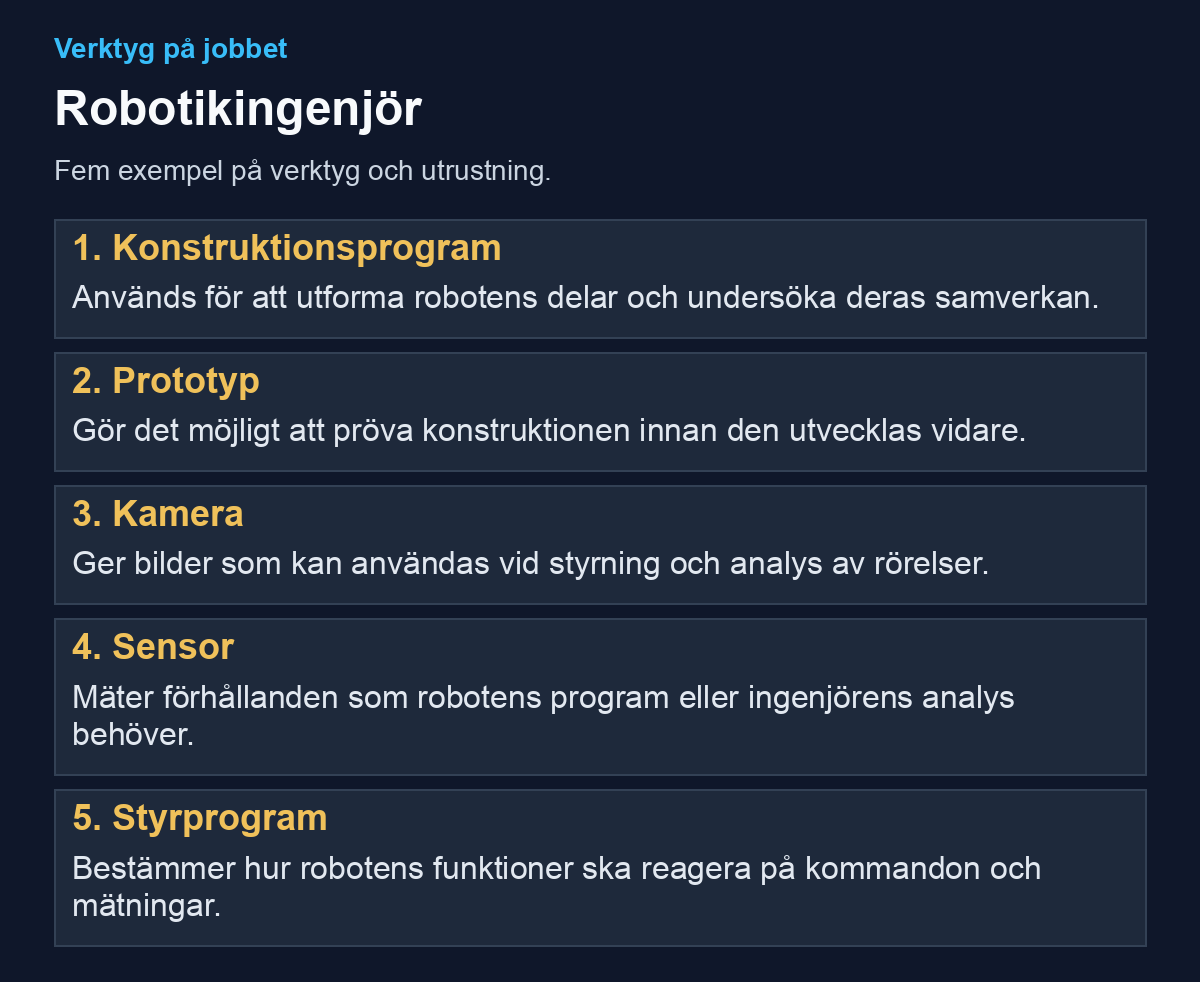 Verktyg på jobbet
Robotikingenjör
Fem exempel på verktyg och utrustning.
1. Konstruktionsprogram
Används för att utforma robotens delar och undersöka deras samverkan.
2. Prototyp
Gör det möjligt att pröva konstruktionen innan den utvecklas vidare.
3. Kamera
Ger bilder som kan användas vid styrning och analys av rörelser.
4. Sensor
Mäter förhållanden som robotens program eller ingenjörens analys
behöver.
5. Styrprogram
Bestämmer hur robotens funktioner ska reagera på kommandon och
mätningar.